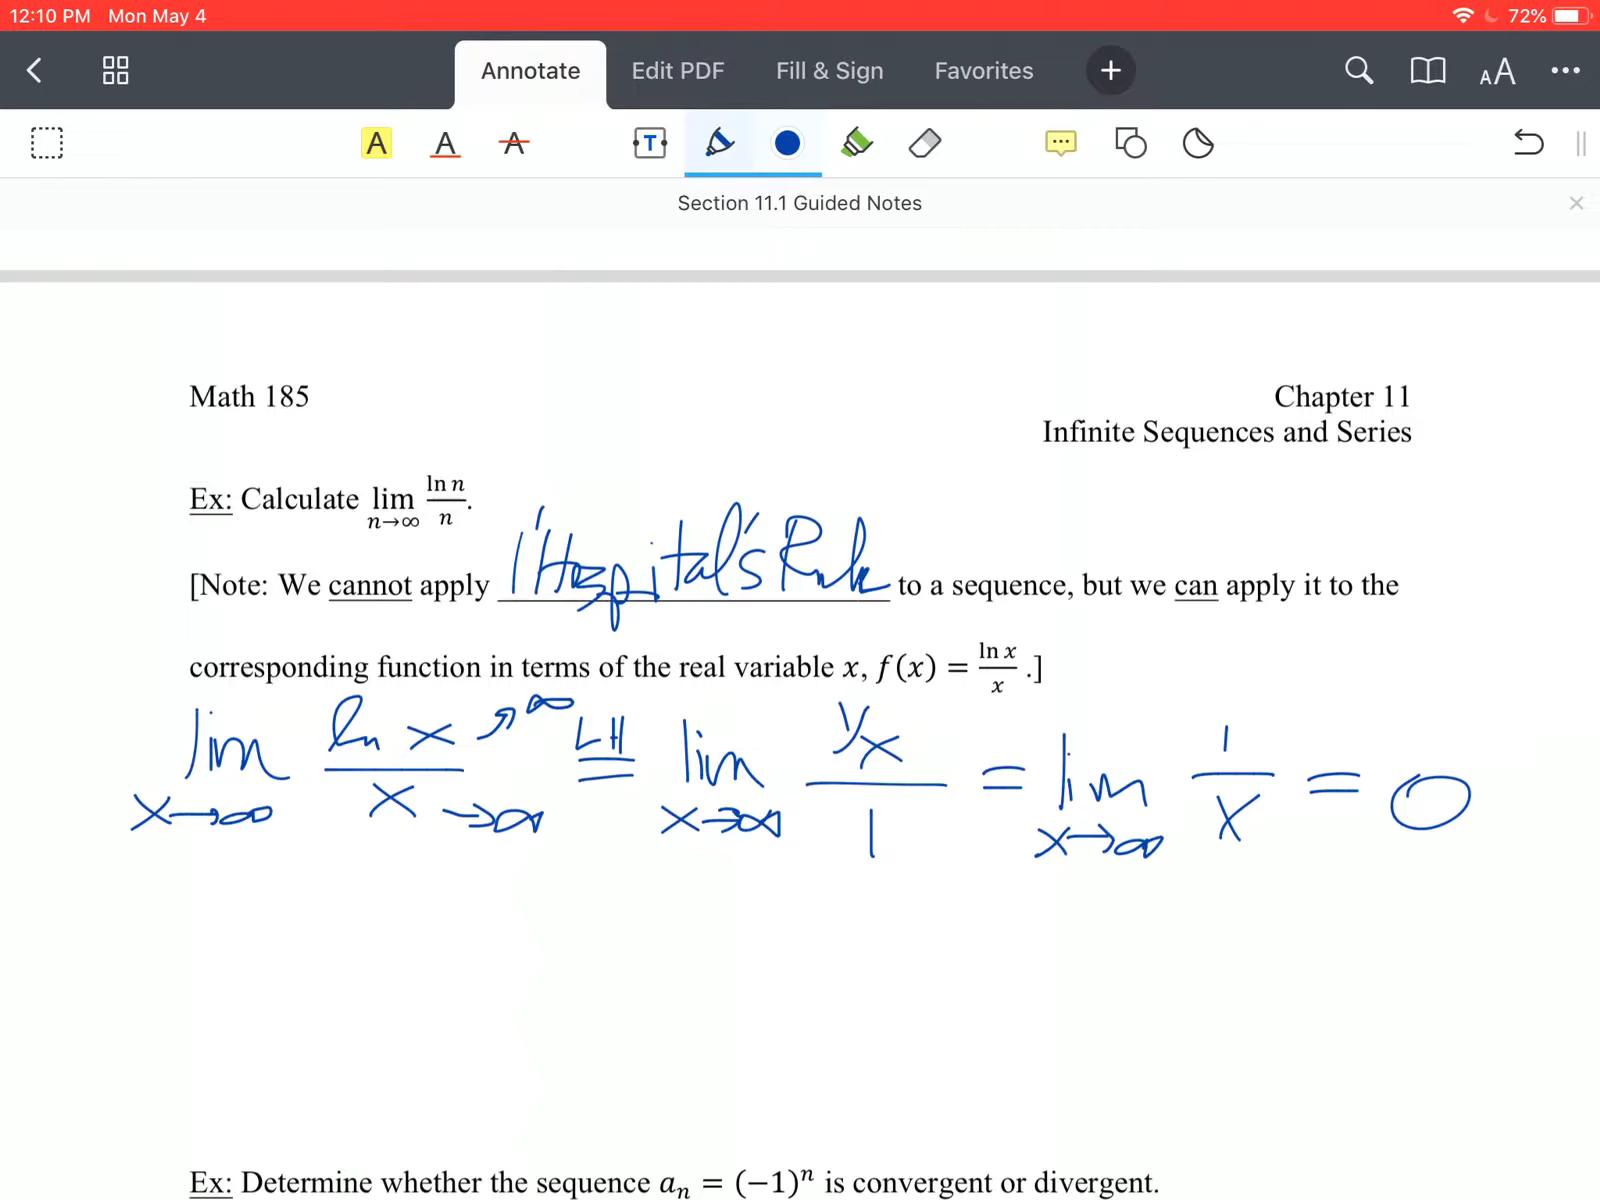 12:10 PM Mon May 4 72%
Annotate Edit PDF Fill & Sign Favorites + AA
A A A T
Section 11.1 Guided Notes ×
Math 185 Chapter 11
Infinite Sequences and Series
Ex: Calculate lim_{n→∞} (ln n)/n.
[Note: We cannot apply l'Hospital's Rule to a sequence, but we can apply it to the
corresponding function in terms of the real variable x, f(x) = (ln x)/x .]
lim_{x→∞} (ln x →∞)/(x →∞) =^{LH} lim_{x→∞} (1/x)/1 = lim_{x→∞} 1/x = 0
Ex: Determine whether the sequence aₙ = (−1)ⁿ is convergent or divergent.